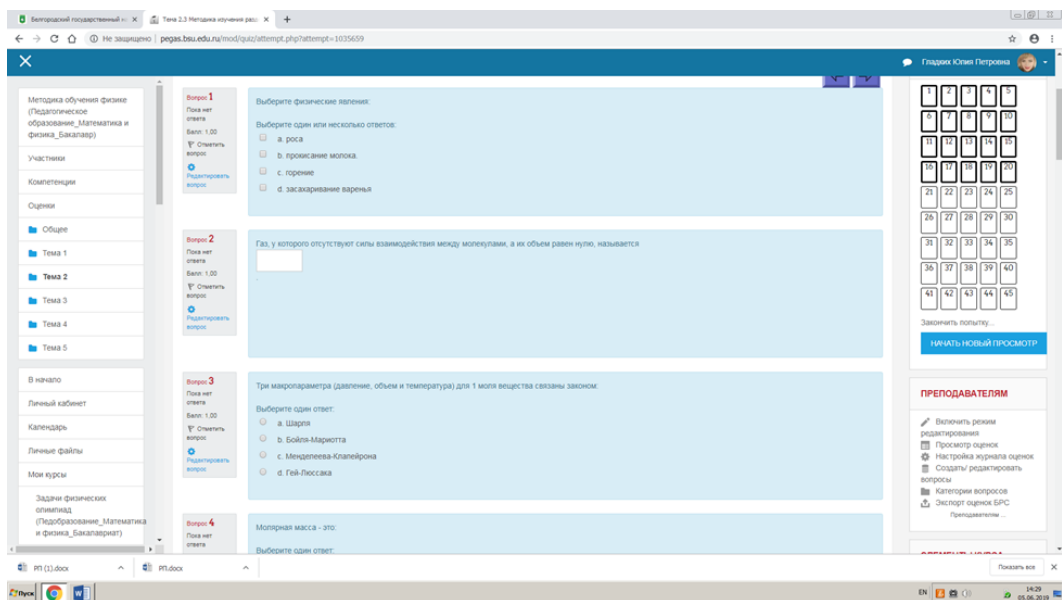 Белгородский государственный на
Тема 2.3 Методика изучения разд
Не защищено | pegas.bsu.edu.ru/mod/quiz/attempt.php?attempt=1035659
Гладких Юлия Петровна
Методика обучения физике
(Педагогическое
образование_Математика и
физика_Бакалавр)
Участники
Компетенции
Оценки
Общее
Тема 1
Тема 2
Тема 3
Тема 4
Тема 5
В начало
Личный кабинет
Календарь
Личные файлы
Мои курсы
Задачи физических
олимпиад
(Педобразование_Математика
и физика_Бакалавриат)
Вопрос 1
Пока нет
ответа
Балл: 1,00
Отметить
вопрос
Редактировать
вопрос
Выберите физические явления:
Выберите один или несколько ответов:
a. роса
b. прокисание молока.
c. горение
d. засахаривание варенья
Вопрос 2
Пока нет
ответа
Балл: 1,00
Отметить
вопрос
Редактировать
вопрос
Газ, у которого отсутствуют силы взаимодействия между молекулами, а их объем равен нулю, называется
.
Вопрос 3
Пока нет
ответа
Балл: 1,00
Отметить
вопрос
Редактировать
вопрос
Три макропараметра (давление, объем и температура) для 1 моля вещества связаны законом:
Выберите один ответ:
a. Шарля
b. Бойля-Мариотта
c. Менделеева-Клапейрона
d. Гей-Люссака
Вопрос 4
Пока нет
ответа
Молярная масса - это:
Выберите один ответ:
1 2 3 4 5
6 7 8 9 10
11 12 13 14 15
16 17 18 19 20
21 22 23 24 25
26 27 28 29 30
31 32 33 34 35
36 37 38 39 40
41 42 43 44 45
Закончить попытку...
НАЧАТЬ НОВЫЙ ПРОСМОТР
ПРЕПОДАВАТЕЛЯМ
Включить режим
редактирования
Просмотр оценок
Настройка журнала оценок
Создать/ редактировать
вопросы
Категории вопросов
Экспорт оценок БРС
Преподавателям ...
ЭЛЕМЕНТЫ КУРСА
РП (1).docx
РП.docx
Показать все
Пуск
EN
14:29
05.06.2019